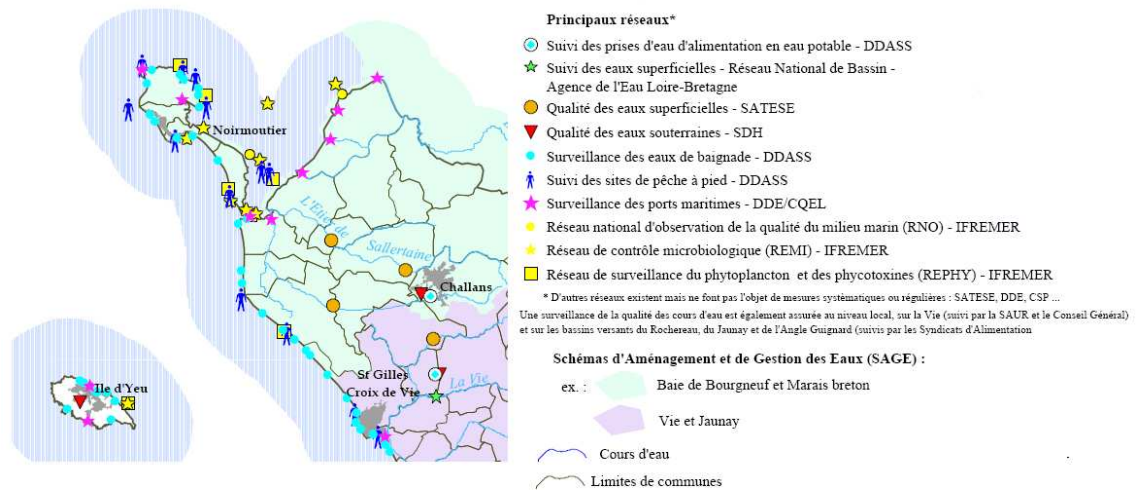 Noirmoutier
L'Etier de
Sallertaine
Challans
St Gilles
Croix de Vie
La Vie
Ile d'Yeu
Principaux réseaux*
Suivi des prises d'eau d'alimentation en eau potable - DDASS
Suivi des eaux superficielles - Réseau National de Bassin -
Agence de l'Eau Loire-Bretagne
Qualité des eaux superficielles - SATESE
Qualité des eaux souterraines - SDH
Surveillance des eaux de baignade - DDASS
Suivi des sites de pêche à pied - DDASS
Surveillance des ports maritimes - DDE/CQEL
Réseau national d'observation de la qualité du milieu marin (RNO) - IFREMER
Réseau de contrôle microbiologique (REMI) - IFREMER
Réseau de surveillance du phytoplancton et des phycotoxines (REPHY) - IFREMER
* D'autres réseaux existent mais ne font pas l'objet de mesures systématiques ou régulières : SATESE, DDE, CSP ...
Une surveillance de la qualité des cours d'eau est également assurée au niveau local, sur la Vie (suivi par la SAUR et le Conseil Général)
et sur les bassins versants du Rochereau, du Jaunay et de l'Angle Guignard (suivis par les Syndicats d'Alimentation
Schémas d'Aménagement et de Gestion des Eaux (SAGE) :
ex. :
Baie de Bourgneuf et Marais breton
Vie et Jaunay
Cours d'eau
Limites de communes